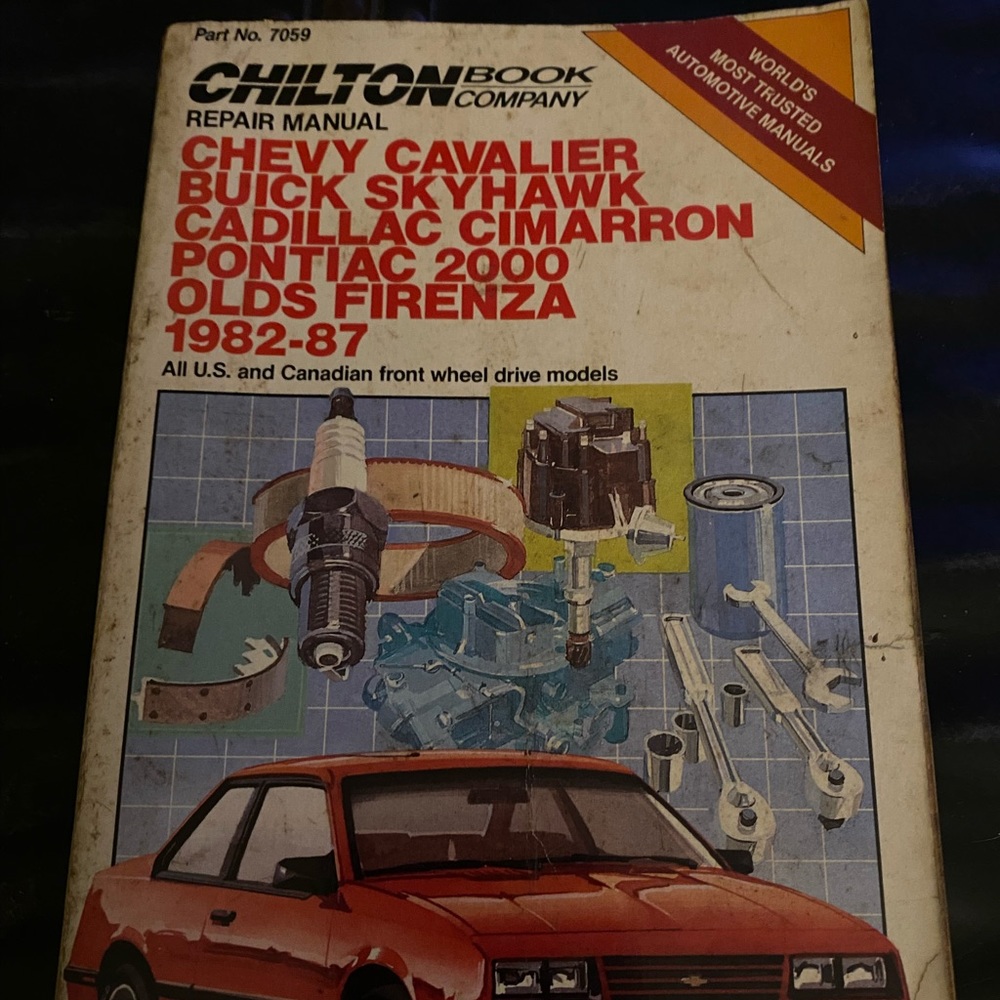 Part No. 7059
CHILTON BOOK COMPANY
REPAIR MANUAL
CHEVY CAVALIER
BUICK SKYHAWK
CADILLAC CIMARRON
PONTIAC 2000
OLDS FIRENZA
1982-87
All U.S. and Canadian front wheel drive models
WORLD'S
MOST TRUSTED
AUTOMOTIVE MANUALS